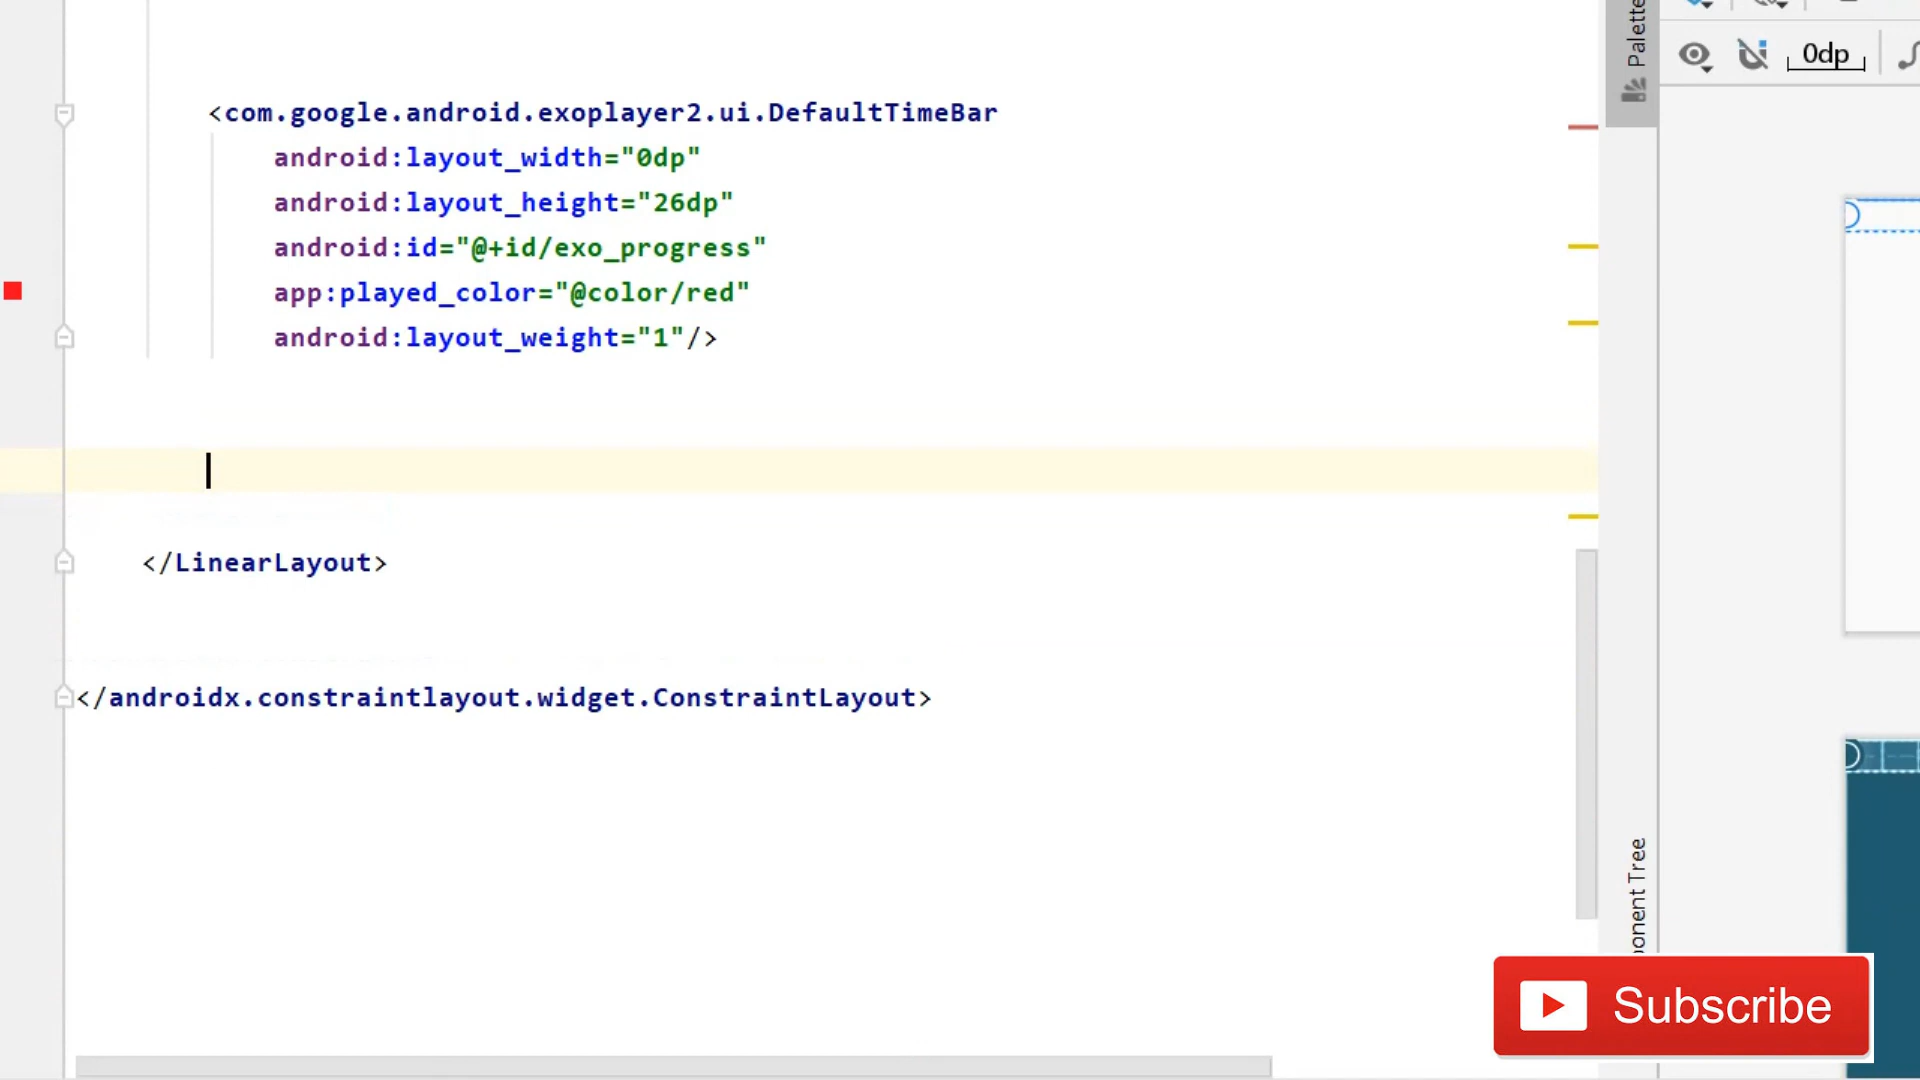 Palette
0dp
<com.google.android.exoplayer2.ui.DefaultTimeBar
android:layout_width="0dp"
android:layout_height="26dp"
android:id="@+id/exo_progress"
app:played_color="@color/red"
android:layout_weight="1"/>
</LinearLayout>
</androidx.constraintlayout.widget.ConstraintLayout>
onent Tree
Subscribe